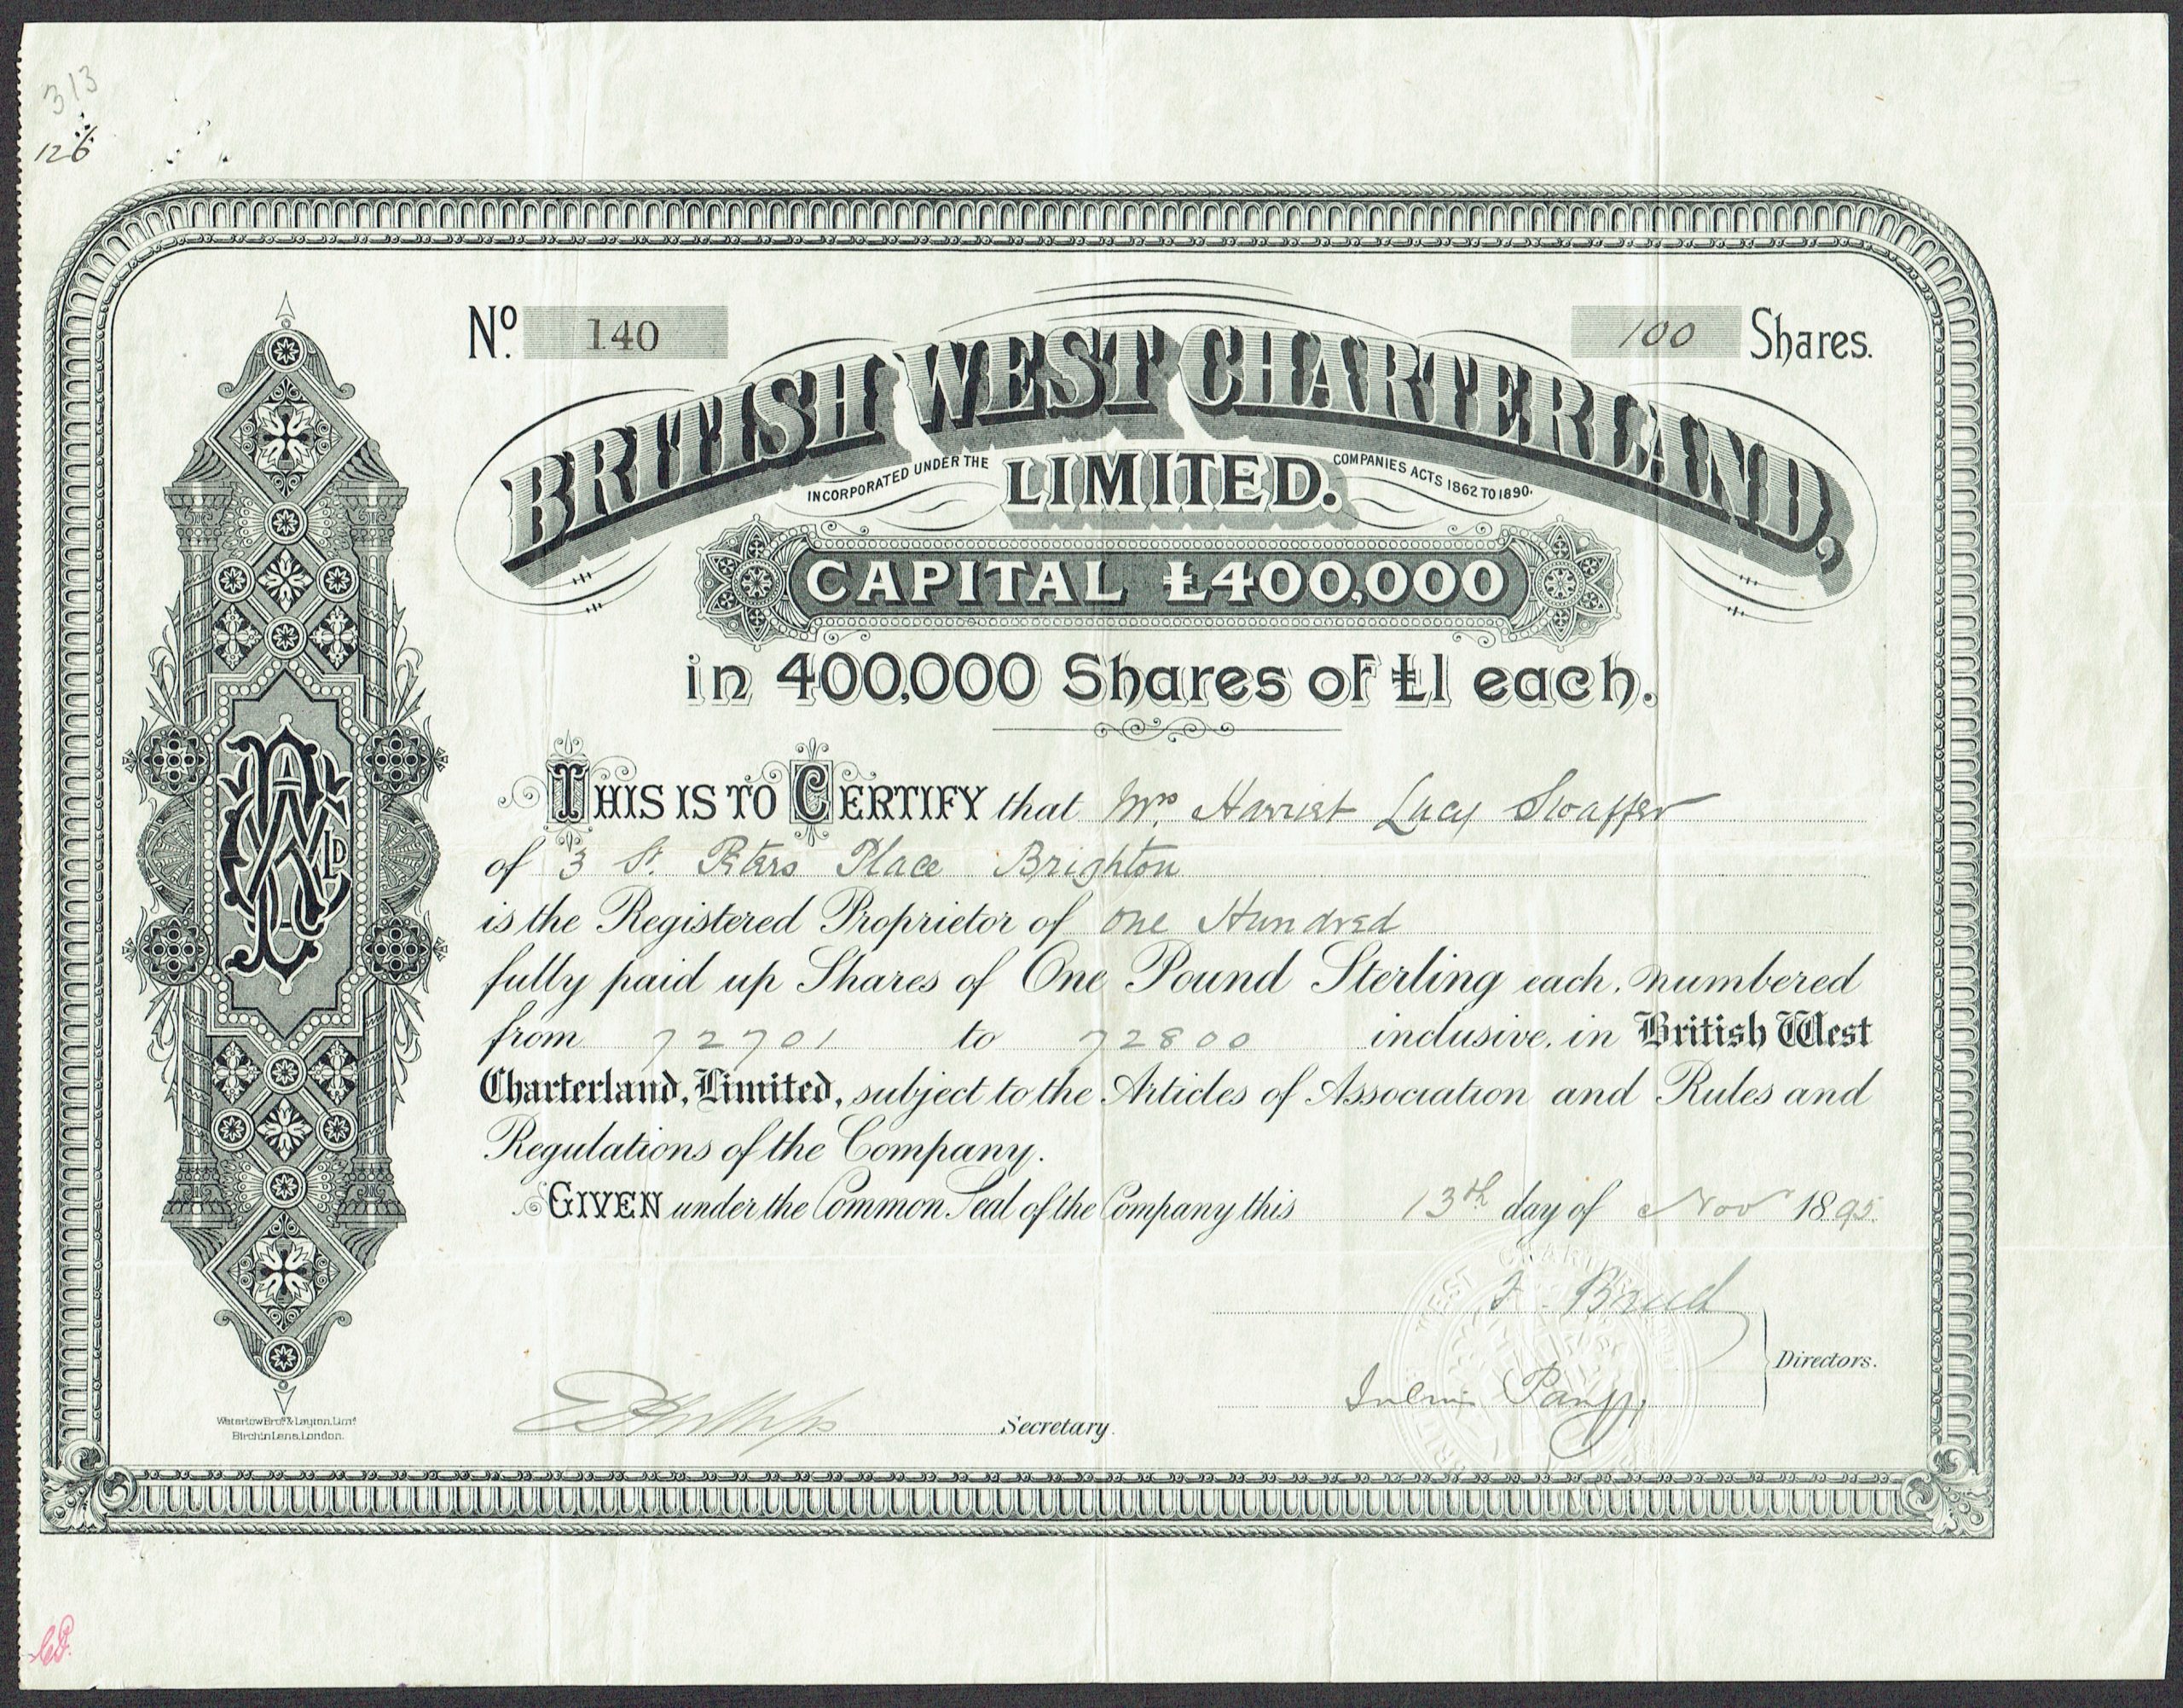 313
126
No. 140
100 Shares.
BRITISH WEST CHARTERLAND,
INCORPORATED UNDER THE LIMITED. COMPANIES ACTS 1862 TO 1890.
CAPITAL £400,000
in 400,000 Shares of £1 each.
THIS IS TO CERTIFY that Mrs. Harriet Lucy Swaffer
of 3 St. Peters Place Brighton
is the Registered Proprietor of one Hundred
fully paid up Shares of One Pound Sterling each, numbered
from 72701 to 72800 inclusive, in British West
Charterland, Limited, subject to the Articles of Association and Rules and
Regulations of the Company.
GIVEN under the Common Seal of the Company this 13th day of Nov 1895.
Directors.
Secretary.
Waterlow Bros. & Layton, Limd.
Birchin Lane, London.